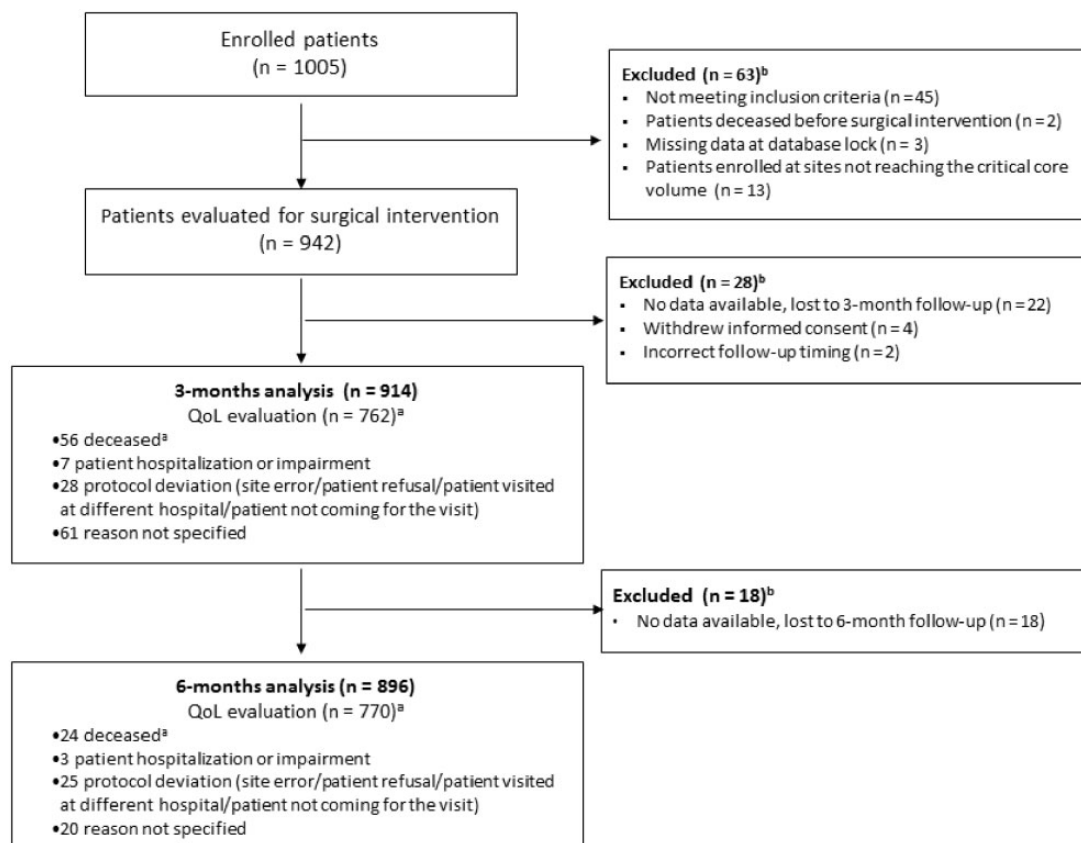 Enrolled patients
(n = 1005)
Excluded (n = 63)ᵇ
▪ Not meeting inclusion criteria (n =45)
▪ Patients deceased before surgical intervention (n = 2)
▪ Missing data at database lock (n = 3)
▪ Patients enrolled at sites not reaching the critical core
volume (n = 13)
Patients evaluated for surgical intervention
(n = 942)
Excluded (n = 28)ᵇ
▪ No data available, lost to 3-month follow-up (n = 22)
▪ Withdrew informed consent (n = 4)
▪ Incorrect follow-up timing (n = 2)
3-months analysis (n = 914)
QoL evaluation (n = 762)ᵃ
•56 deceasedᵃ
•7 patient hospitalization or impairment
•28 protocol deviation (site error/patient refusal/patient visited
at different hospital/patient not coming for the visit)
•61 reason not specified
Excluded (n = 18)ᵇ
• No data available, lost to 6-month follow-up (n = 18)
6-months analysis (n = 896)
QoL evaluation (n = 770)ᵃ
•24 deceasedᵃ
•3 patient hospitalization or impairment
•25 protocol deviation (site error/patient refusal/patient visited
at different hospital/patient not coming for the visit)
•20 reason not specified